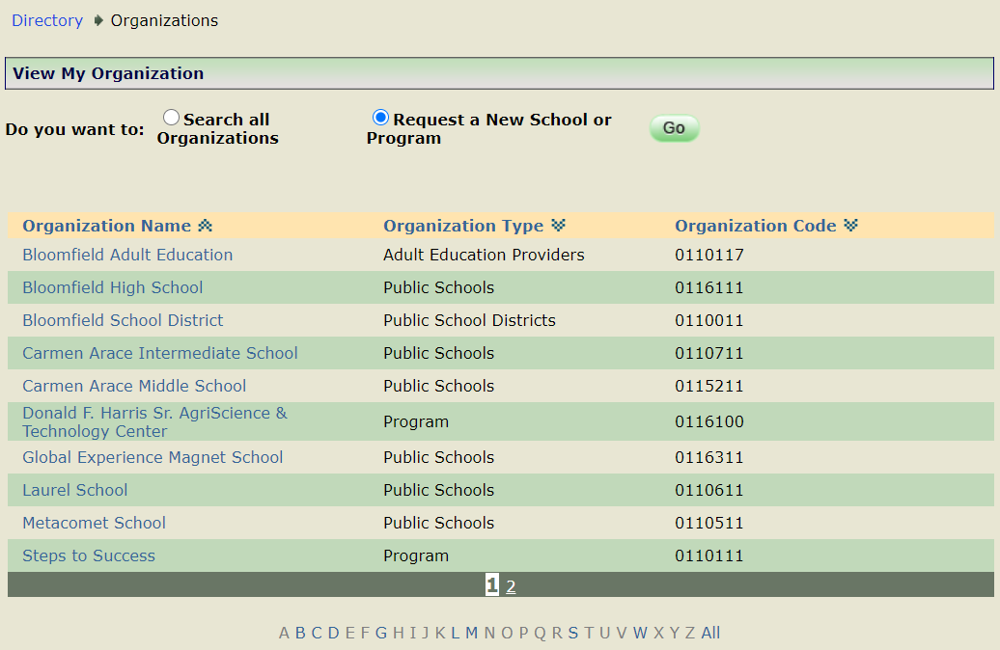 Directory Organizations
View My Organization
Do you want to:
Search all
Organizations
Request a New School or
Program
Go
Organization Name Organization Type Organization Code
Bloomfield Adult Education Adult Education Providers 0110117
Bloomfield High School Public Schools 0116111
Bloomfield School District Public School Districts 0110011
Carmen Arace Intermediate School Public Schools 0110711
Carmen Arace Middle School Public Schools 0115211
Donald F. Harris Sr. AgriScience &
Technology Center Program 0116100
Global Experience Magnet School Public Schools 0116311
Laurel School Public Schools 0110611
Metacomet School Public Schools 0110511
Steps to Success Program 0110111
1 2
A B C D E F G H I J K L M N O P Q R S T U V W X Y Z All